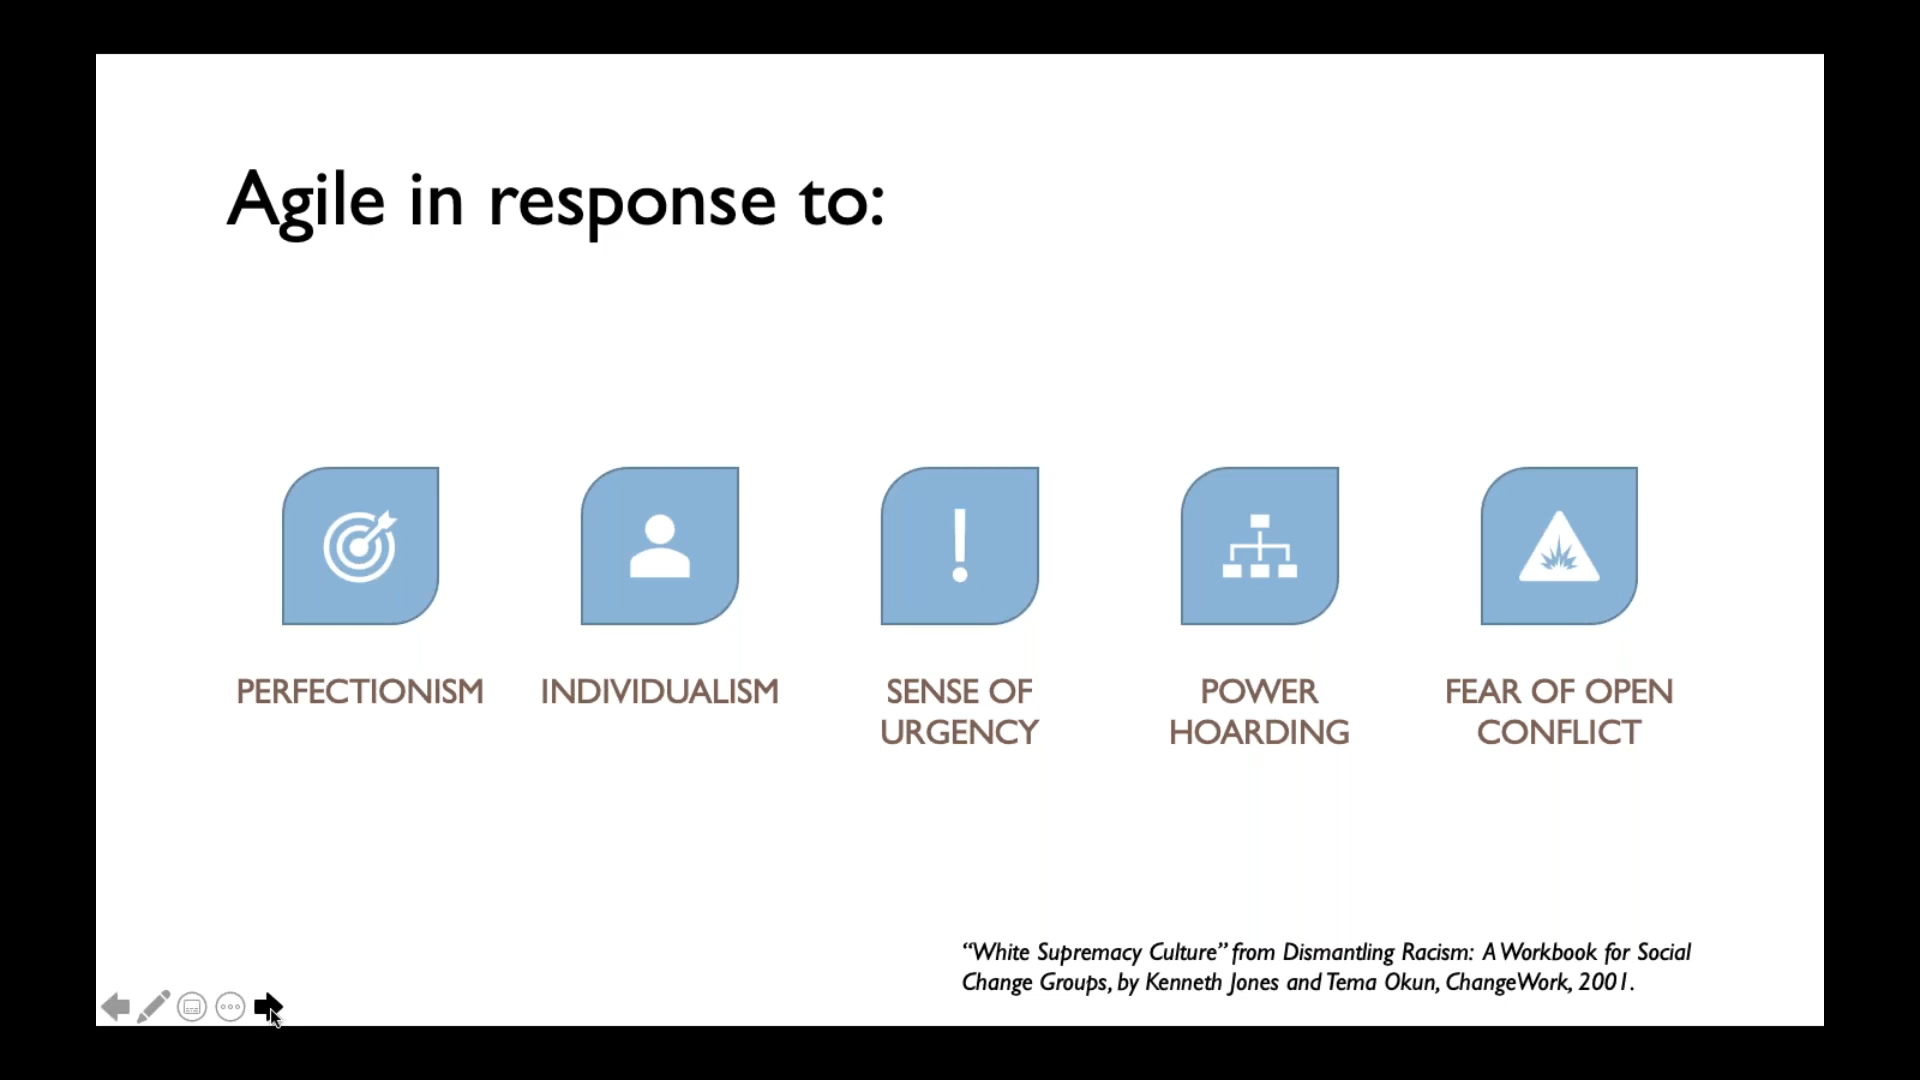 Agile in response to:
PERFECTIONISM
INDIVIDUALISM
SENSE OF
URGENCY
POWER
HOARDING
FEAR OF OPEN
CONFLICT
“White Supremacy Culture” from Dismantling Racism: A Workbook for Social
Change Groups, by Kenneth Jones and Tema Okun, ChangeWork, 2001.